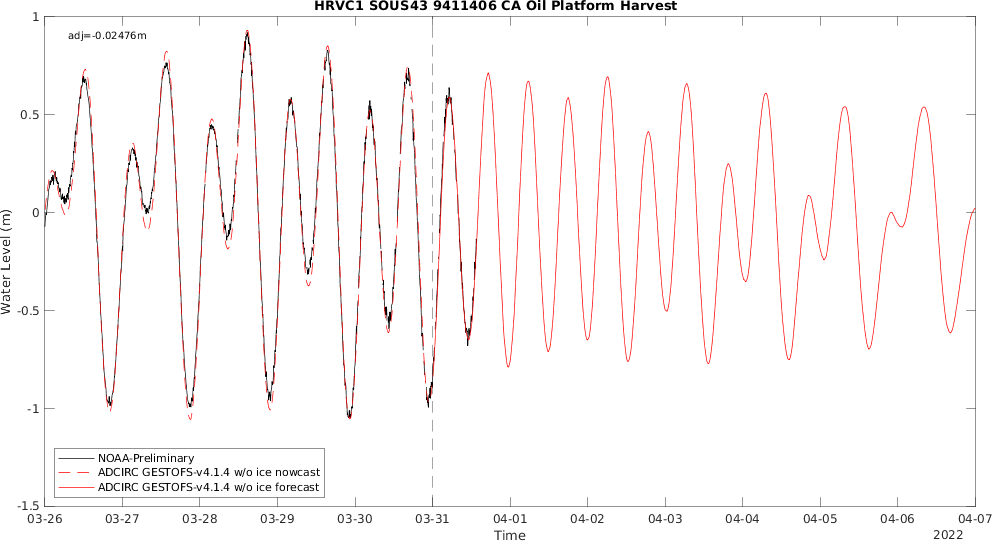 HRVC1 SOUS43 9411406 CA Oil Platform Harvest
adj=-0.02476m
Water Level (m)
1
0.5
0
-0.5
-1
-1.5
NOAA-Preliminary
ADCIRC GESTOFS-v4.1.4 w/o ice nowcast
ADCIRC GESTOFS-v4.1.4 w/o ice forecast
03-26 03-27 03-28 03-29 03-30 03-31 04-01 04-02 04-03 04-04 04-05 04-06 04-07
Time
2022